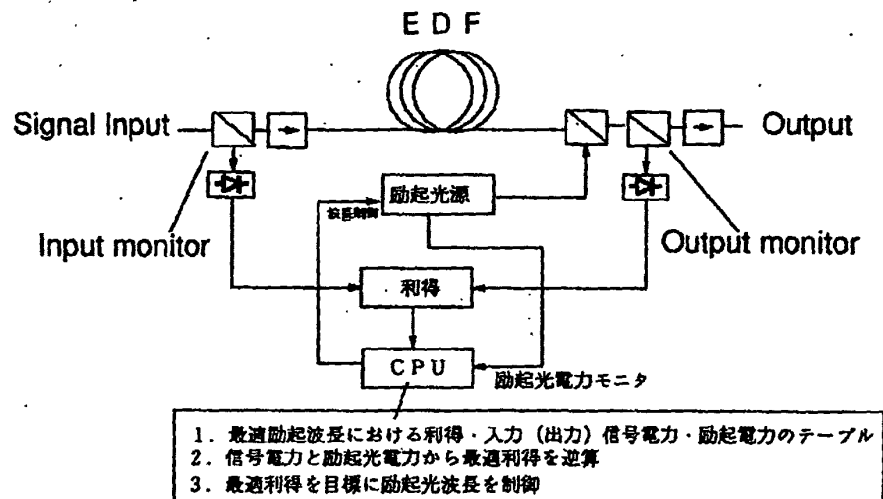 EDF
Signal Input
Output
励起光源
波長制御
Input monitor
Output monitor
利得
CPU
励起光電力モニタ
1. 最適励起波長における利得・入力(出力)信号電力・励起電力のテーブル
2. 信号電力と励起光電力から最適利得を逆算
3. 最適利得を目標に励起光波長を制御